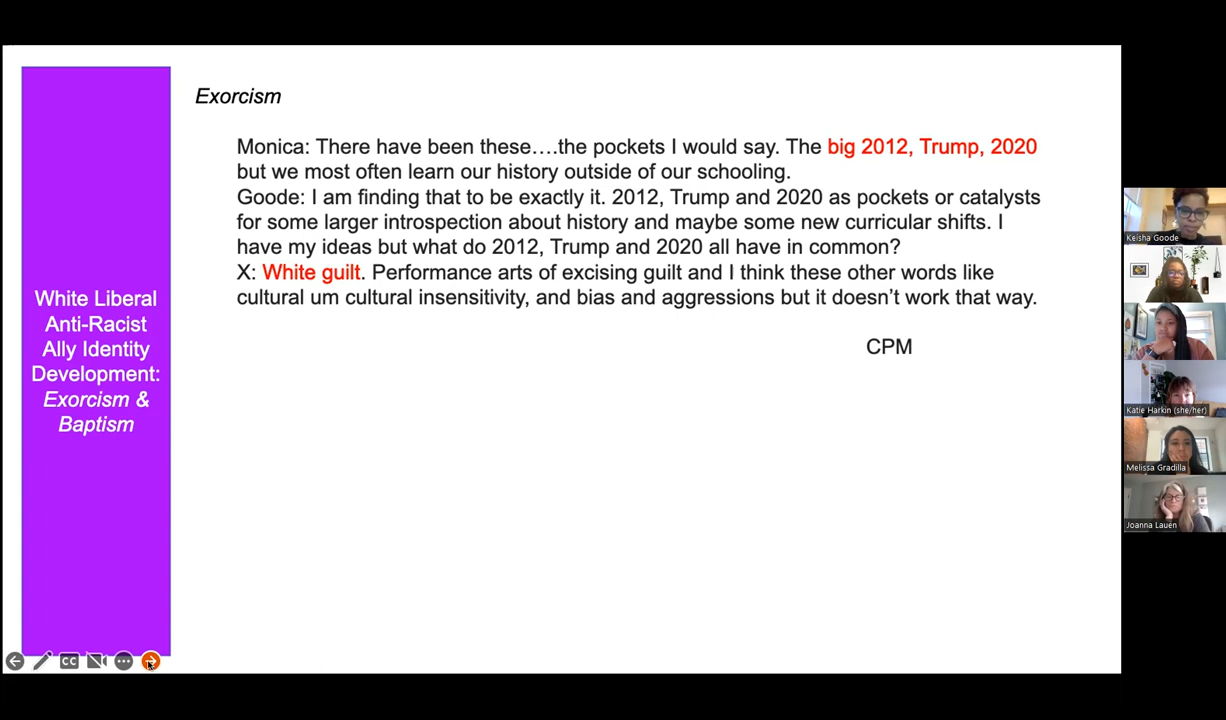 White Liberal
Anti-Racist
Ally Identity
Development:
Exorcism &
Baptism
Exorcism
Monica: There have been these….the pockets I would say. The big 2012, Trump, 2020
but we most often learn our history outside of our schooling.
Goode: I am finding that to be exactly it. 2012, Trump and 2020 as pockets or catalysts
for some larger introspection about history and maybe some new curricular shifts. I
have my ideas but what do 2012, Trump and 2020 all have in common?
X: White guilt. Performance arts of excising guilt and I think these other words like
cultural um cultural insensitivity, and bias and aggressions but it doesn’t work that way.
CPM
CC
Keisha Goode
Katie Harkin (she/her)
Melissa Gradilla
Joanna Lauen